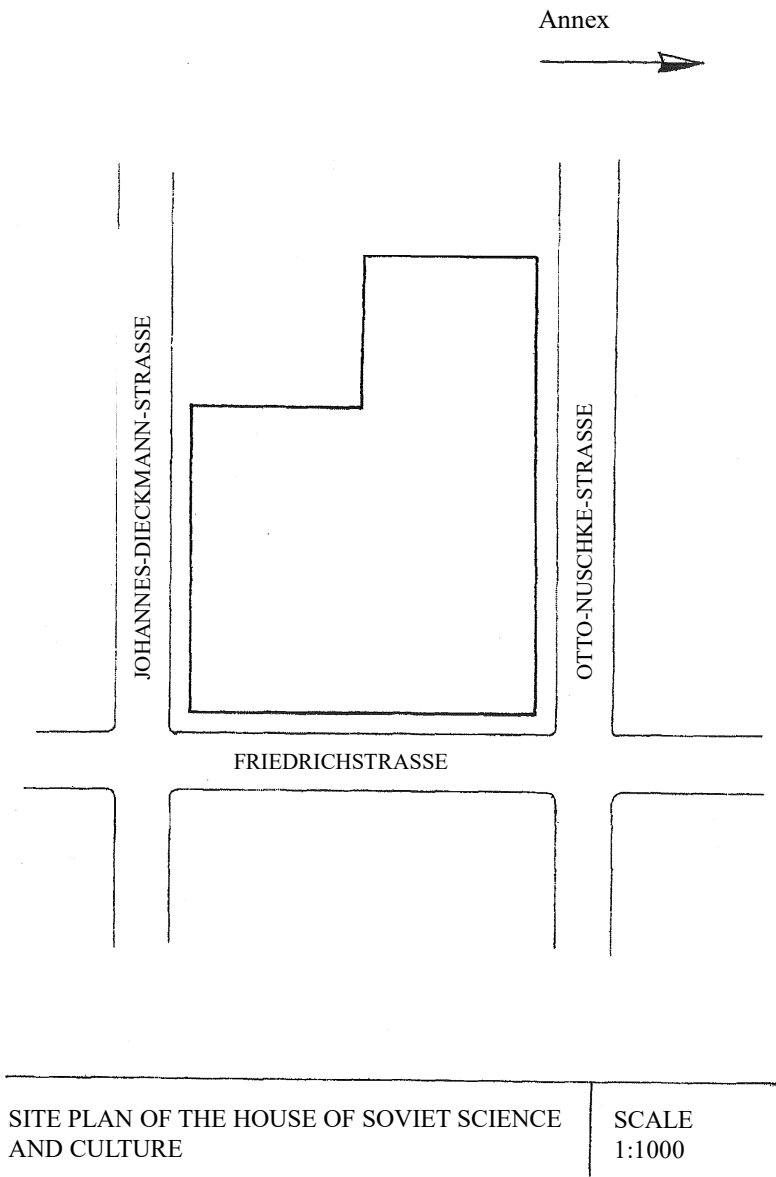 Annex
JOHANNES-DIECKMANN-STRASSE
OTTO-NUSCHKE-STRASSE
FRIEDRICHSTRASSE
SITE PLAN OF THE HOUSE OF SOVIET SCIENCE
AND CULTURE
SCALE
1:1000